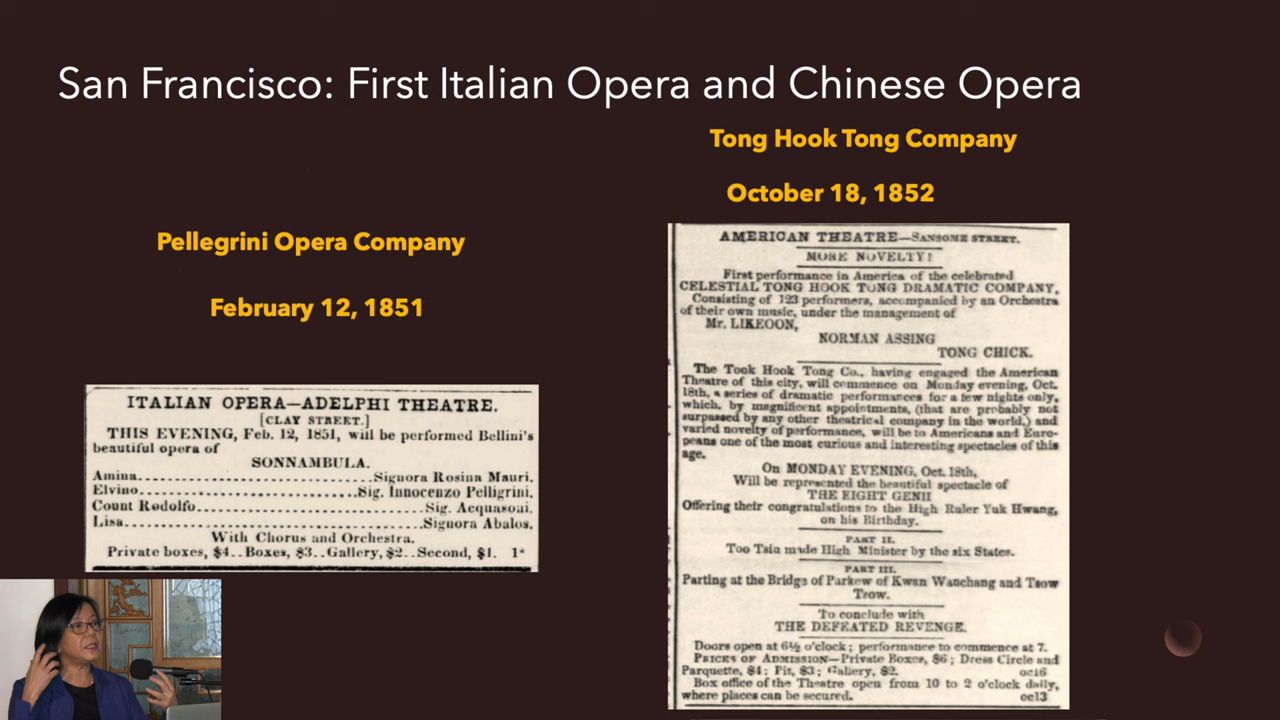 San Francisco: First Italian Opera and Chinese Opera
Pellegrini Opera Company
February 12, 1851
ITALIAN OPERA—ADELPHI THEATRE.
[CLAY STREET.]
THIS EVENING, Feb. 12, 1851, will be performed Bellini's
beautiful opera of
SONNAMBULA.
Amina..............................Signora Rosina Mauri.
Elvino..............................Sig. Innocenzo Pelligrini.
Count Rodolfo..............................Sig. Acquasoni.
Lisa..............................Signora Abalos.
With Chorus and Orchestra.
Private boxes, $4..Boxes, $3..Gallery, $2..Second, $1. 1*
Tong Hook Tong Company
October 18, 1852
AMERICAN THEATRE—SANSOME STREET.
MORE NOVELTY!
First performance in America of the celebrated
CELESTIAL TONG HOOK TONG DRAMATIC COMPANY,
Consisting of 123 performers, accompanied by an Orchestra
of their own music, under the management of
Mr. LIKEOON,
NORMAN ASSING
TONG CHICK.
The Took Hook Tong Co., having engaged the American
Theatre of this city, will commence on Monday evening, Oct.
18th, a series of dramatic performances for a few nights only,
which, by magnificent appointments, (that are probably not
surpassed by any other theatrical company in the world,) and
varied novelty of performance, will be to Americans and Euro-
peans one of the most curious and interesting spectacles of this
age.
On MONDAY EVENING, Oct. 18th,
Will be represented the beautiful spectacle of
THE EIGHT GENII
Offering their congratulations to the High Ruler Yuk Hwang,
on his Birthday.
PART II.
Too Tsin made High Minister by the six States.
PART III.
Parting at the Bridge of Parkew of Kwan Wanchang and Tsow
Tsow.
To conclude with
THE DEFEATED REVENGE.
Doors open at 6½ o'clock; performance to commence at 7.
PRICES OF ADMISSION—Private Boxes, $6; Dress Circle and
Parquette, $4; Pit, $3; Gallery, $2. oc16
Box office of the Theatre open from 10 to 2 o'clock daily,
where places can be secured. oc13